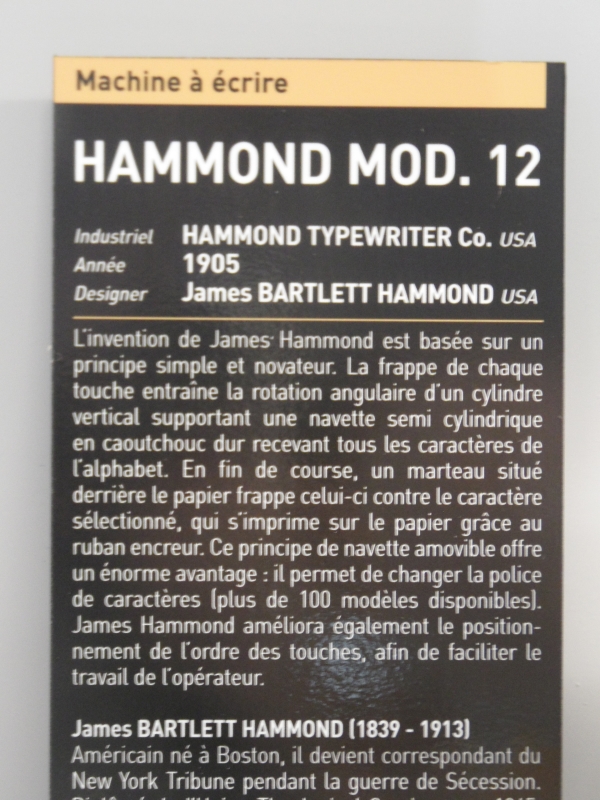 Machine à écrire
HAMMOND MOD. 12
Industriel HAMMOND TYPEWRITER Co. USA
Année 1905
Designer James BARTLETT HAMMOND USA
L'invention de James Hammond est basée sur un
principe simple et novateur. La frappe de chaque
touche entraîne la rotation angulaire d'un cylindre
vertical supportant une navette semi cylindrique
en caoutchouc dur recevant tous les caractères de
l'alphabet. En fin de course, un marteau situé
derrière le papier frappe celui-ci contre le caractère
sélectionné, qui s'imprime sur le papier grâce au
ruban encreur. Ce principe de navette amovible offre
un énorme avantage : il permet de changer la police
de caractères (plus de 100 modèles disponibles).
James Hammond améliora également le position-
nement de l'ordre des touches, afin de faciliter le
travail de l'opérateur.
James BARTLETT HAMMOND (1839 - 1913)
Américain né à Boston, il devient correspondant du
New York Tribune pendant la guerre de Sécession.